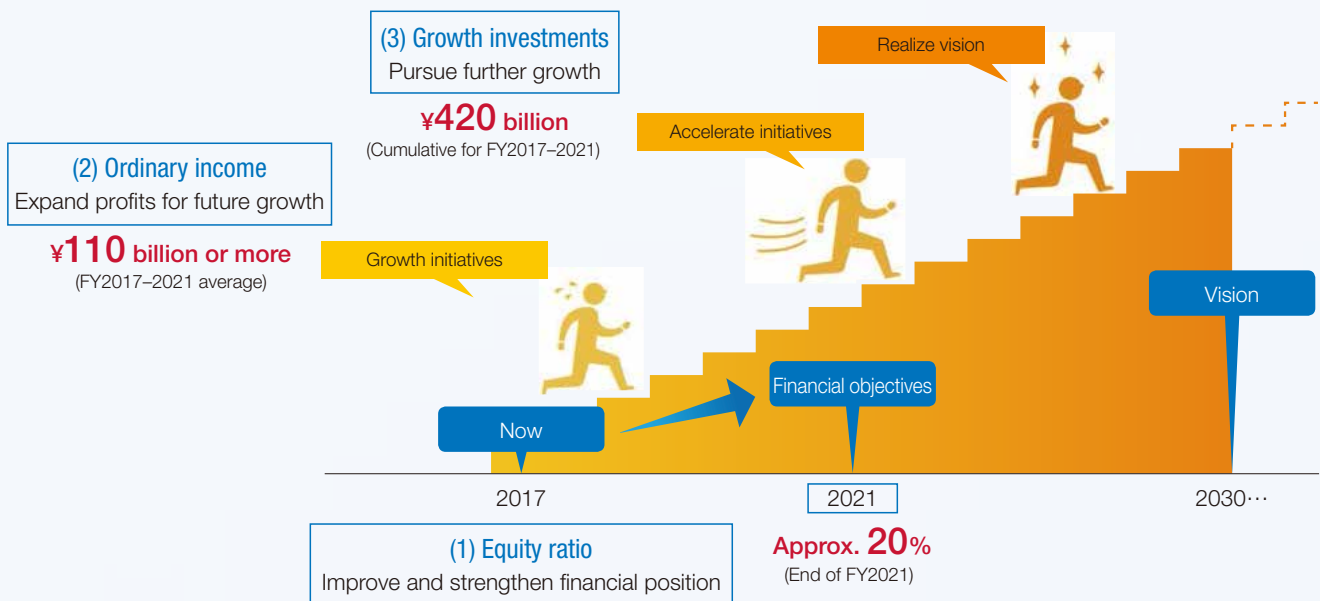 (3) Growth investments
Pursue further growth
¥420 billion
(Cumulative for FY2017–2021)
Realize vision
Accelerate initiatives
(2) Ordinary income
Expand profits for future growth
¥110 billion or more
(FY2017–2021 average)
Growth initiatives
Vision
Financial objectives
Now
2017
2021
2030…
(1) Equity ratio
Improve and strengthen financial position
Approx. 20%
(End of FY2021)